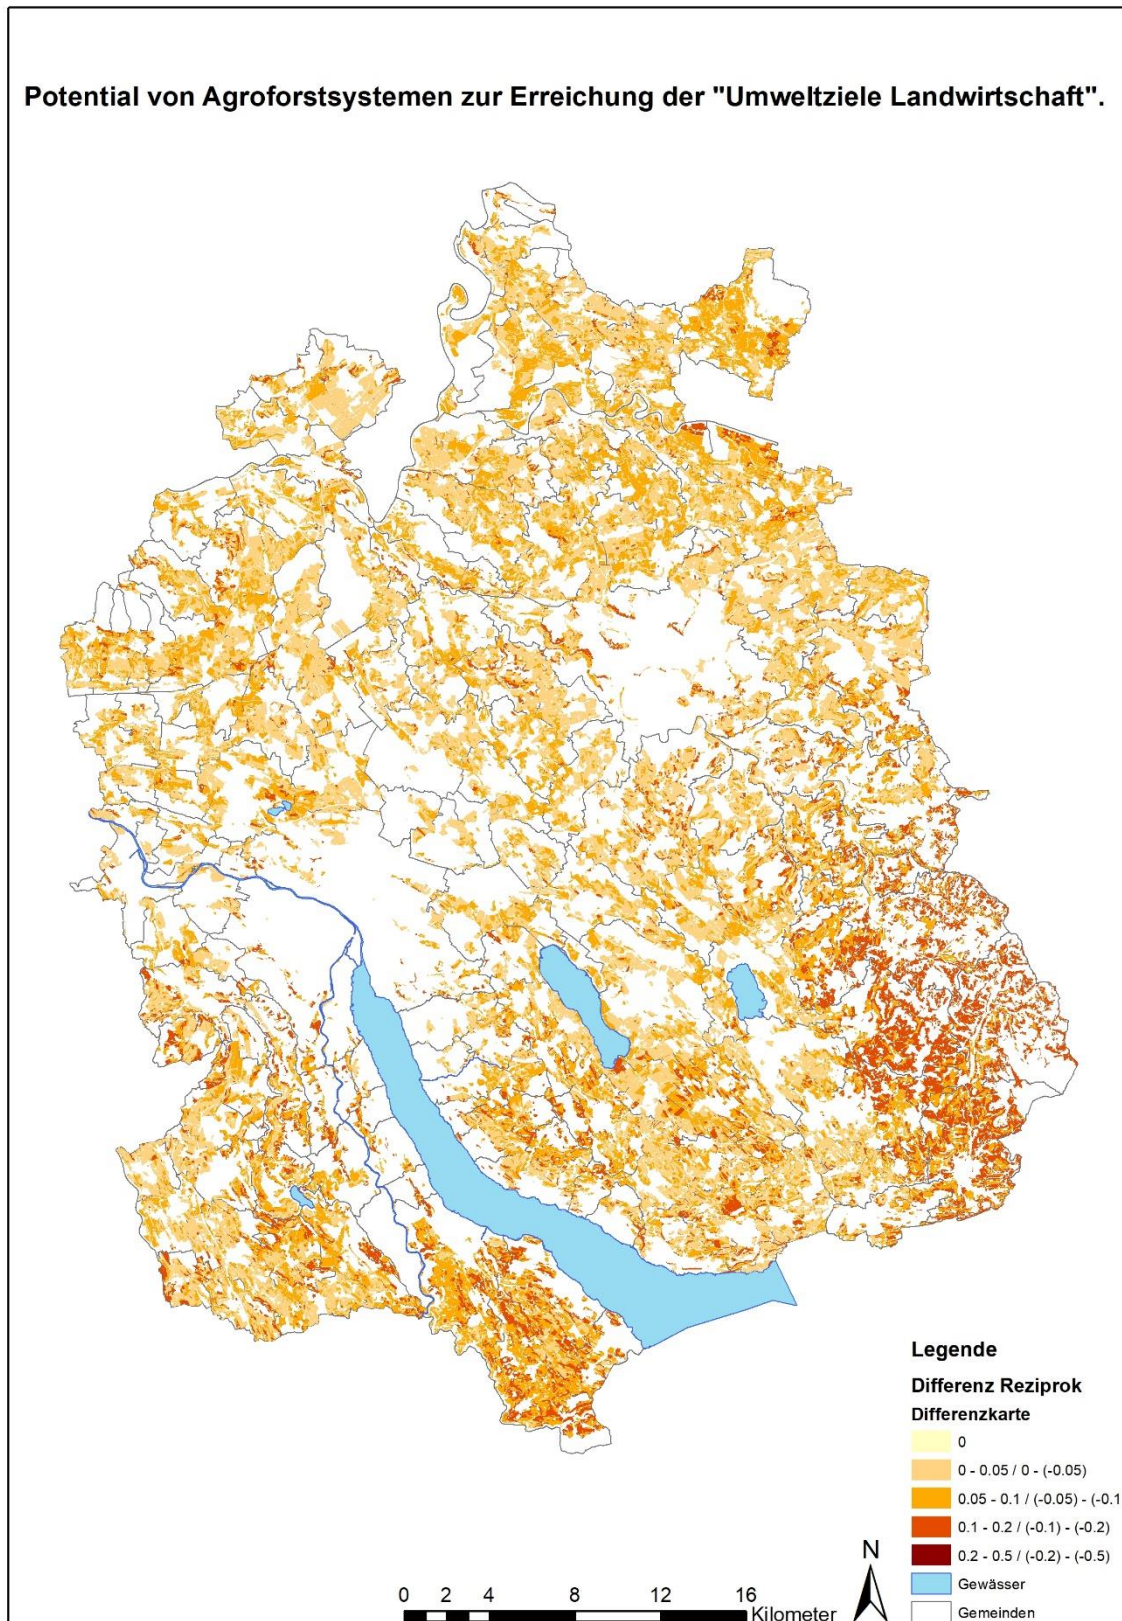 Potential von Agroforstsystemen zur Erreichung der "Umweltziele Landwirtschaft".
Legende
Differenz Reziprok
Differenzkarte
0
0 - 0.05 / 0 - (-0.05)
0.05 - 0.1 / (-0.05) - (-0.1
0.1 - 0.2 / (-0.1) - (-0.2)
0.2 - 0.5 / (-0.2) - (-0.5)
Gewässer
Gemeinden
N
0 2 4 8 12 16
Kilometer